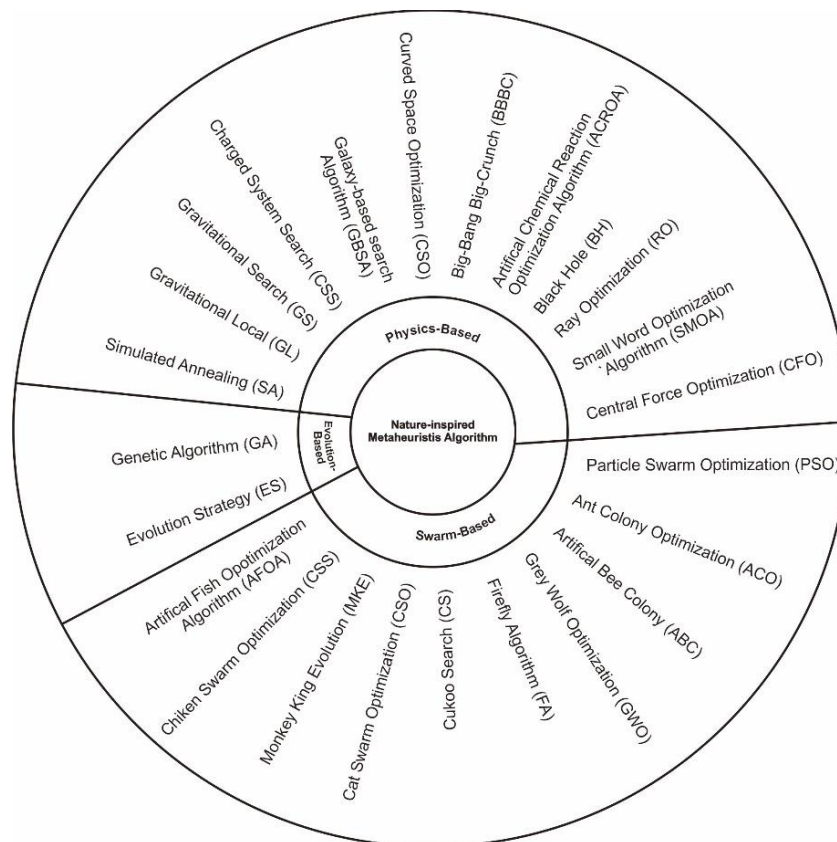 Nature-inspired
Metaheuristis Algorithm
Physics-Based
Simulated Annealing (SA)
Gravitational Local (GL)
Gravitational Search (GS)
Charged System Search (CSS)
Galaxy-based search
Algorithm (GBSA)
Curved Space Optimization (CSO)
Big-Bang Big-Crunch (BBBC)
Artifical Chemical Reaction
Optimization Algorithm (ACROA)
Black Hole (BH)
Ray Optimization (RO)
Small Word Optimization
`Algorithm (SMOA)
Central Force Optimization (CFO)
Swarm-Based
Particle Swarm Optimization (PSO)
Ant Colony Optimization (ACO)
Artifical Bee Colony (ABC)
Grey Wolf Optimization (GWO)
Firefly Algorithm (FA)
Cukoo Search (CS)
Cat Swarm Optimization (CSO)
Monkey King Evolution (MKE)
Chiken Swarm Optimization (CSS)
Artifical Fish Opotimization
Algorithm (AFOA)
Evolution-
Based
Evolution Strategy (ES)
Genetic Algorithm (GA)